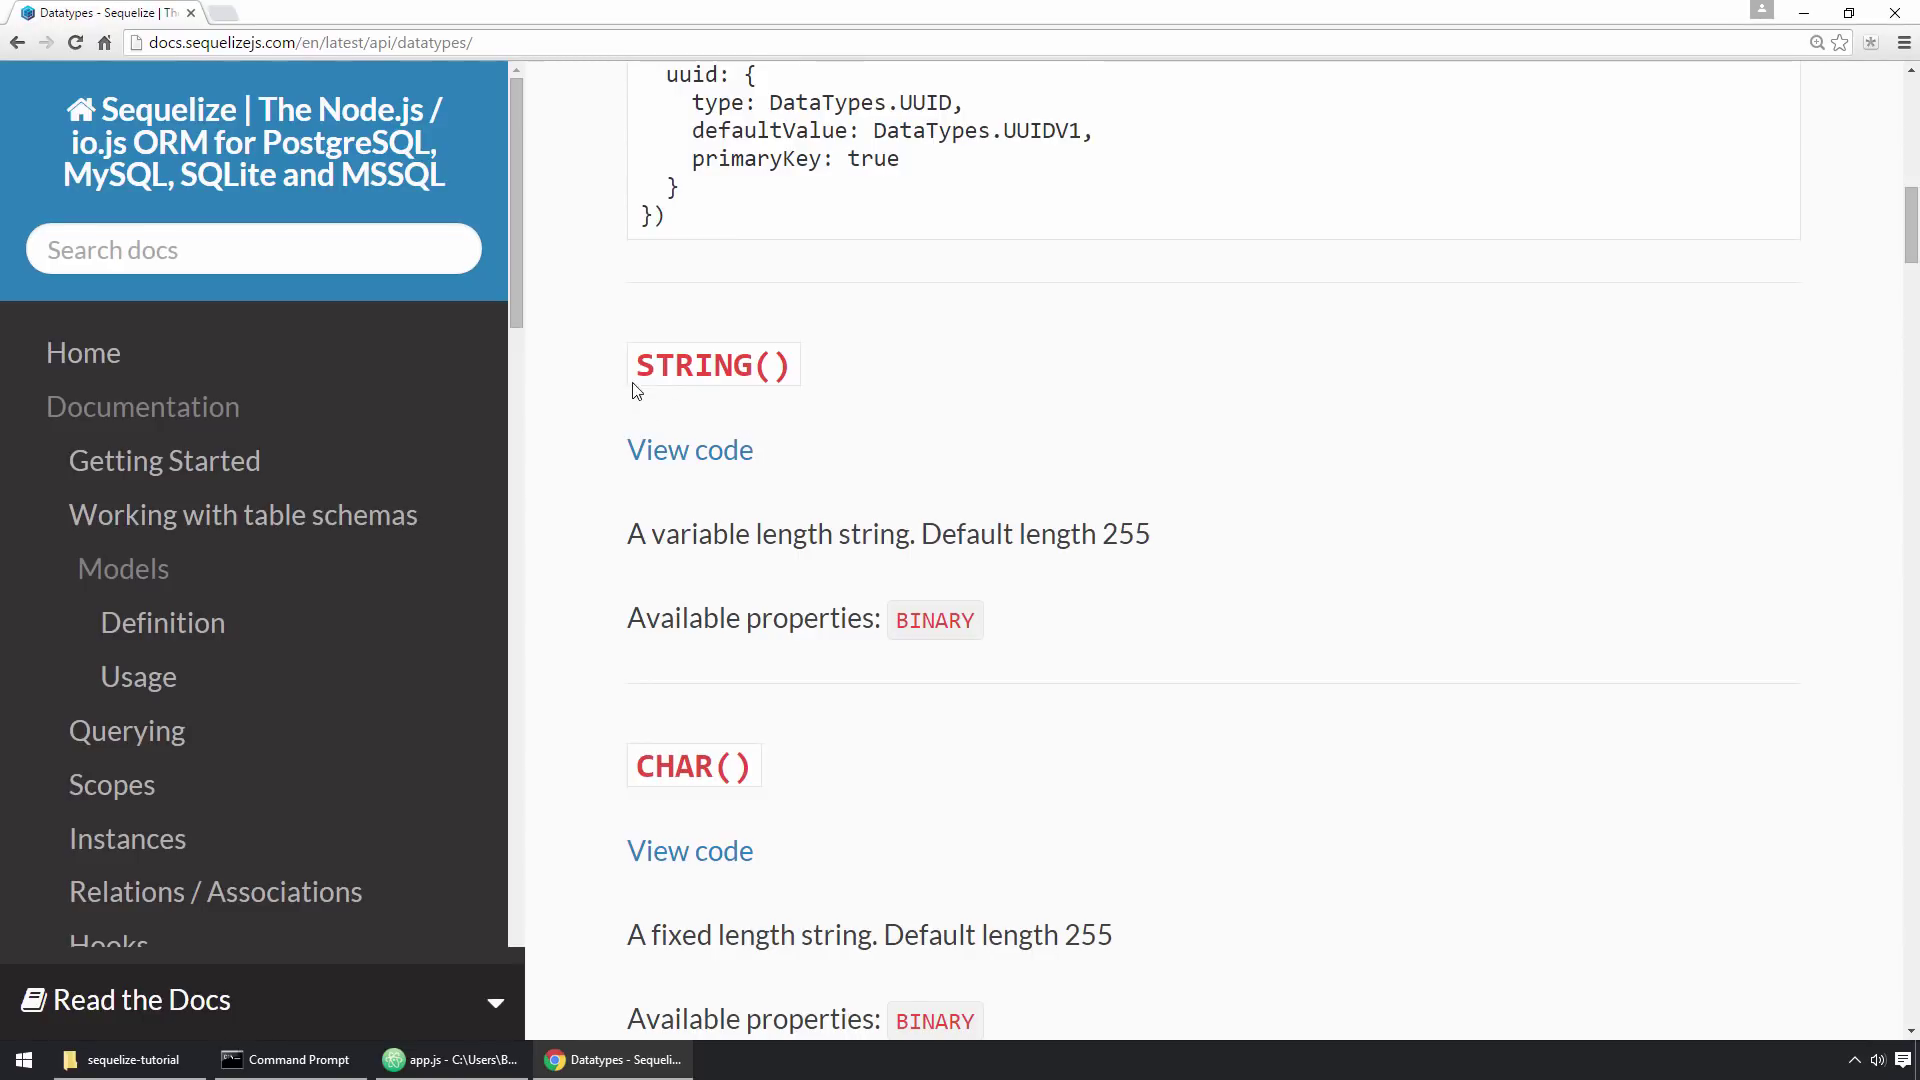 Datatypes - Sequelize | Th
docs.sequelizejs.com/en/latest/api/datatypes/
Sequelize | The Node.js /
io.js ORM for PostgreSQL,
MySQL, SQLite and MSSQL
Search docs
Home
Documentation
Getting Started
Working with table schemas
Models
Definition
Usage
Querying
Scopes
Instances
Relations / Associations
Hooks
Read the Docs
uuid: {
type: DataTypes.UUID,
defaultValue: DataTypes.UUIDV1,
primaryKey: true
}
})
STRING()
View code
A variable length string. Default length 255
Available properties: BINARY
CHAR()
View code
A fixed length string. Default length 255
Available properties: BINARY
sequelize-tutorial
Command Prompt
app.js - C:\Users\B...
Datatypes - Sequeli...